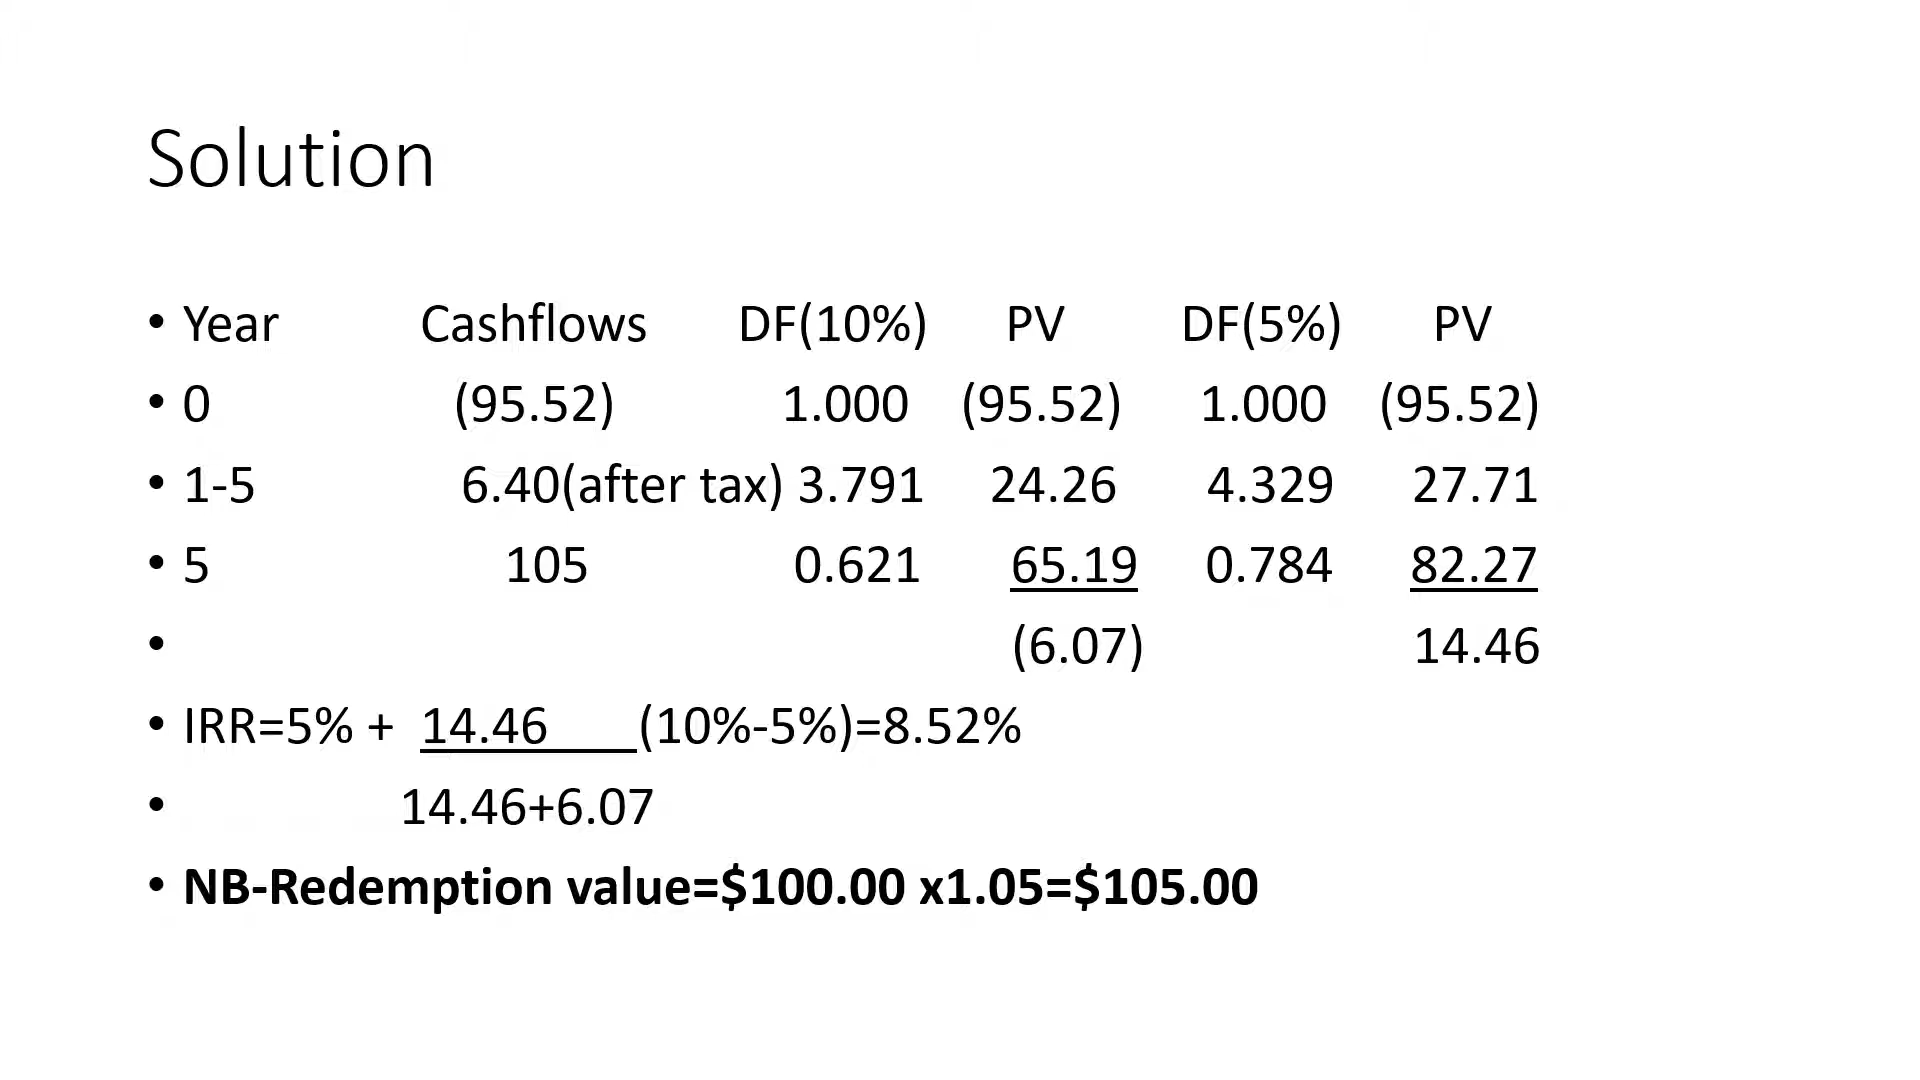 Solution
• Year Cashflows DF(10%) PV DF(5%) PV
• 0 (95.52) 1.000 (95.52) 1.000 (95.52)
• 1-5 6.40(after tax) 3.791 24.26 4.329 27.71
• 5 105 0.621 65.19 0.784 82.27
• (6.07) 14.46
• IRR=5% + 14.46 (10%-5%)=8.52%
• 14.46+6.07
• NB-Redemption value=$100.00 x1.05=$105.00